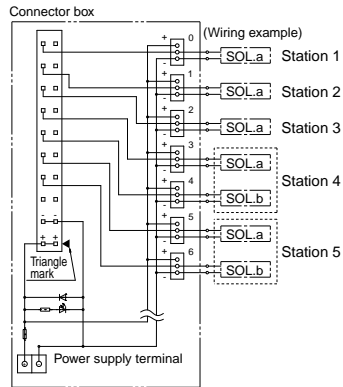 Connector box
(Wiring example)
+ 0
-
SOL.a Station 1
+ 1
-
SOL.a Station 2
+ 2
-
SOL.a Station 3
+ 3
-
SOL.a
Station 4
+ 4
-
SOL.b
+ 5
-
SOL.a
Station 5
+ 6
-
SOL.b
- -
+ +
Triangle
mark
Power supply terminal